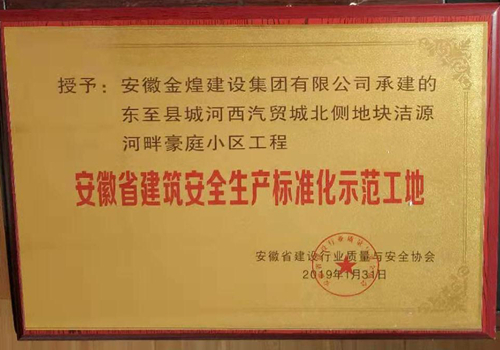 授予：安徽金煌建设集团有限公司承建的
东至县城河西汽贸城北侧地块洁源
河畔豪庭小区工程
安徽省建筑安全生产标准化示范工地
安徽省建设行业质量与安全协会
2019年1月31日